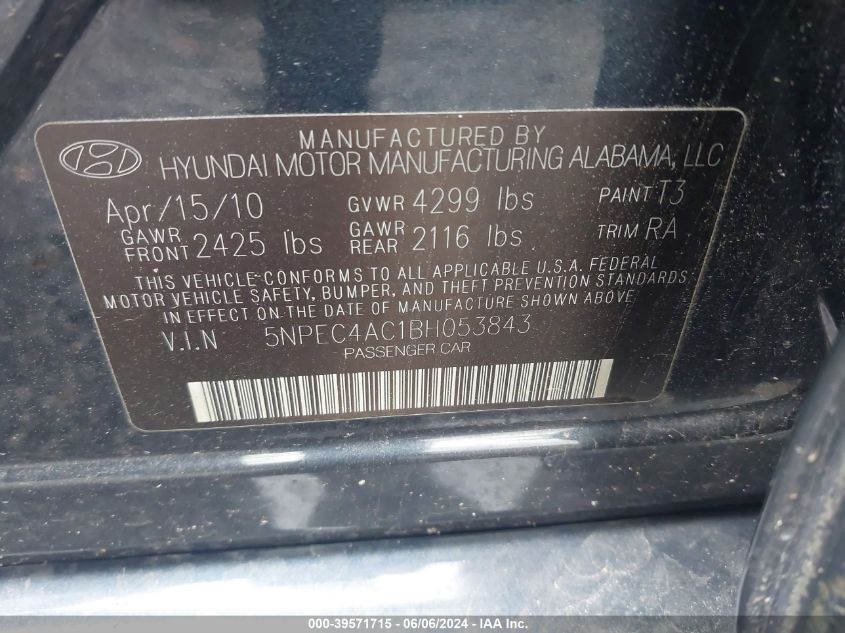 MANUFACTURED BY
HYUNDAI MOTOR MANUFACTURING ALABAMA, LLC
Apr/15/10 GVWR 4299 lbs PAINT T3
GAWR FRONT 2425 lbs GAWR REAR 2116 lbs TRIM RA
THIS VEHICLE CONFORMS TO ALL APPLICABLE U.S.A. FEDERAL
MOTOR VEHICLE SAFETY, BUMPER, AND THEFT PREVENTION STANDARDS
IN EFFECT ON THE DATE OF MANUFACTURE SHOWN ABOVE
V.I.N 5NPEC4AC1BH053843
PASSENGER CAR
000-39571715 - 06/06/2024 - IAA Inc.